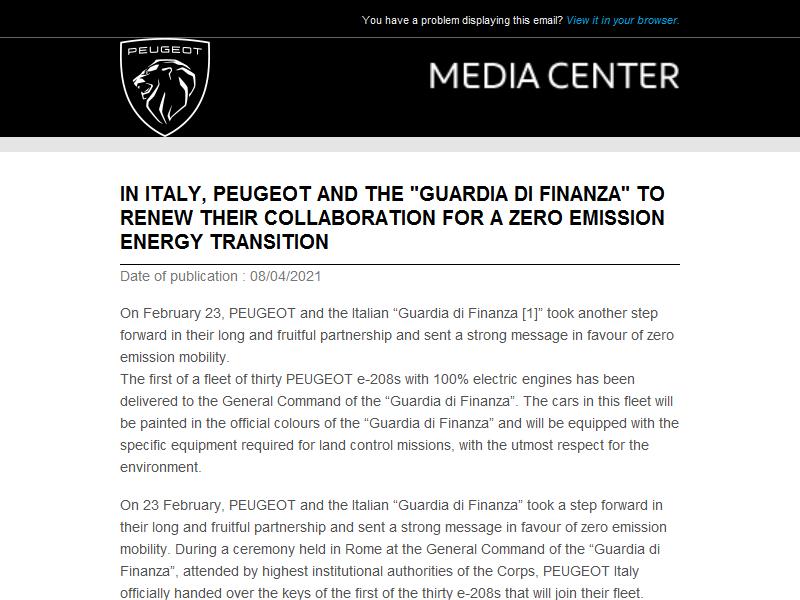 You have a problem displaying this email? View it in your browser.
PEUGEOT
MEDIA CENTER
IN ITALY, PEUGEOT AND THE "GUARDIA DI FINANZA" TO
RENEW THEIR COLLABORATION FOR A ZERO EMISSION
ENERGY TRANSITION
Date of publication : 08/04/2021
On February 23, PEUGEOT and the Italian “Guardia di Finanza [1]” took another step
forward in their long and fruitful partnership and sent a strong message in favour of zero
emission mobility.
The first of a fleet of thirty PEUGEOT e-208s with 100% electric engines has been
delivered to the General Command of the “Guardia di Finanza”. The cars in this fleet will
be painted in the official colours of the “Guardia di Finanza” and will be equipped with the
specific equipment required for land control missions, with the utmost respect for the
environment.
On 23 February, PEUGEOT and the Italian “Guardia di Finanza” took a step forward in
their long and fruitful partnership and sent a strong message in favour of zero emission
mobility. During a ceremony held in Rome at the General Command of the “Guardia di
Finanza”, attended by highest institutional authorities of the Corps, PEUGEOT Italy
officially handed over the keys of the first of the thirty e-208s that will join their fleet.